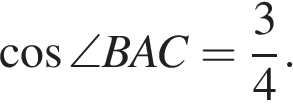 cos ∠BAC = 3/4.